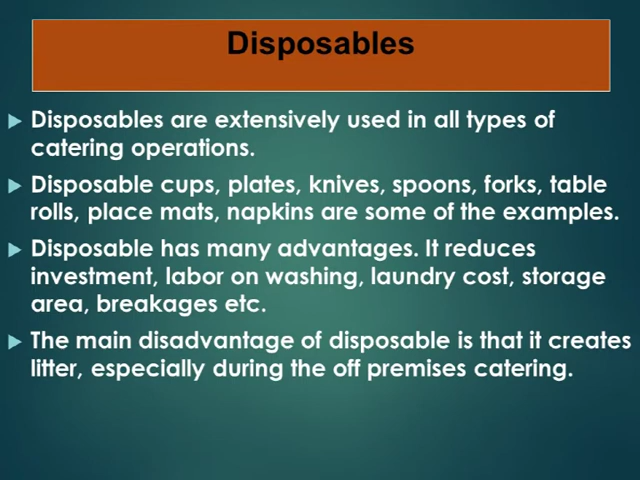 Disposables
Disposables are extensively used in all types of
catering operations.
Disposable cups, plates, knives, spoons, forks, table
rolls, place mats, napkins are some of the examples.
Disposable has many advantages. It reduces
investment, labor on washing, laundry cost, storage
area, breakages etc.
The main disadvantage of disposable is that it creates
litter, especially during the off premises catering.